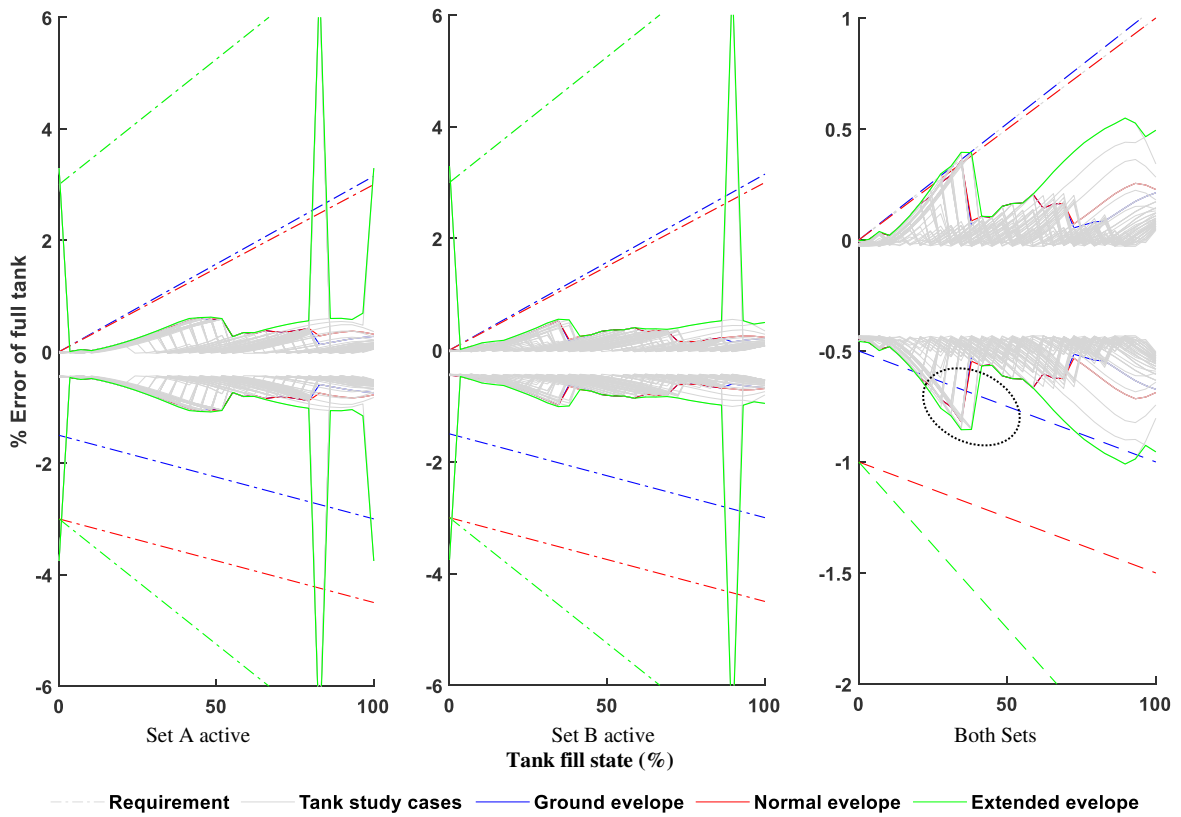 % Error of full tank
6
4
2
0
-2
-4
-6
0 50 100
Set A active
6
4
2
0
-2
-4
-6
0 50 100
Set B active
1
0.5
0
-0.5
-1
-1.5
-2
0 50 100
Both Sets
Tank fill state (%)
Requirement Tank study cases Ground evelope Normal evelope Extended evelope